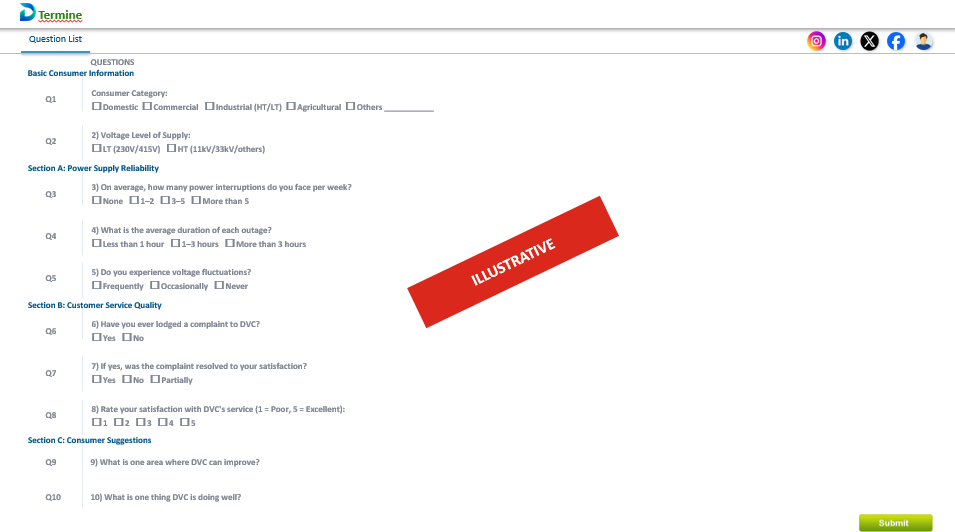 Termine
Question List
QUESTIONS
Basic Consumer Information
Q1
Consumer Category:
☐Domestic ☐Commercial ☐Industrial (HT/LT) ☐Agricultural ☐Others __________
Q2
2) Voltage Level of Supply:
☐LT (230V/415V) ☐HT (11kV/33kV/others)
Section A: Power Supply Reliability
Q3
3) On average, how many power interruptions do you face per week?
☐None ☐1–2 ☐3–5 ☐More than 5
Q4
4) What is the average duration of each outage?
☐Less than 1 hour ☐1–3 hours ☐More than 3 hours
Q5
5) Do you experience voltage fluctuations?
☐Frequently ☐Occasionally ☐Never
ILLUSTRATIVE
Section B: Customer Service Quality
Q6
6) Have you ever lodged a complaint to DVC?
☐Yes ☐No
Q7
7) If yes, was the complaint resolved to your satisfaction?
☐Yes ☐No ☐Partially
Q8
8) Rate your satisfaction with DVC's service (1 = Poor, 5 = Excellent):
☐1 ☐2 ☐3 ☐4 ☐5
Section C: Consumer Suggestions
Q9
9) What is one area where DVC can improve?
Q10
10) What is one thing DVC is doing well?
Submit